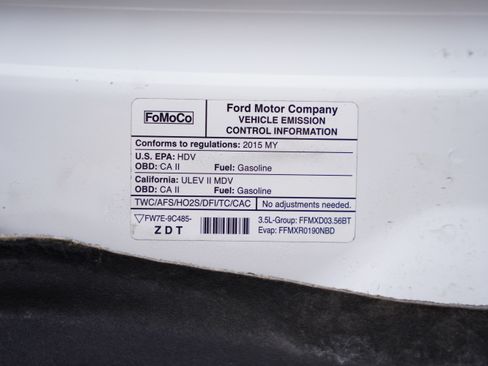 FoMoCo
Ford Motor Company
VEHICLE EMISSION
CONTROL INFORMATION
Conforms to regulations: 2015 MY
U.S. EPA: HDV
OBD: CA II Fuel: Gasoline
California: ULEV II MDV
OBD: CA II Fuel: Gasoline
TWC/AFS/HO2S/DFI/TC/CAC No adjustments needed.
▽FW7E-9C485- 3.5L-Group: FFMXD03.56BT
Z D T Evap: FFMXR0190NBD